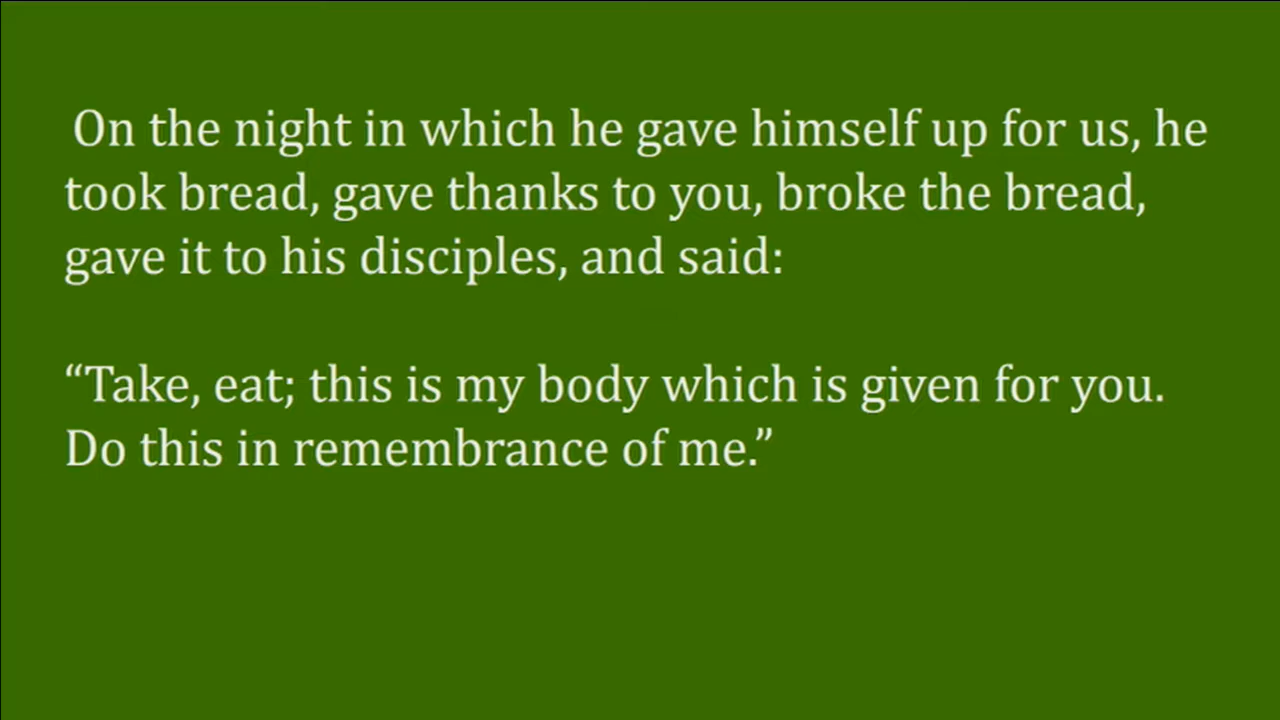 On the night in which he gave himself up for us, he
took bread, gave thanks to you, broke the bread,
gave it to his disciples, and said:
“Take, eat; this is my body which is given for you.
Do this in remembrance of me.”